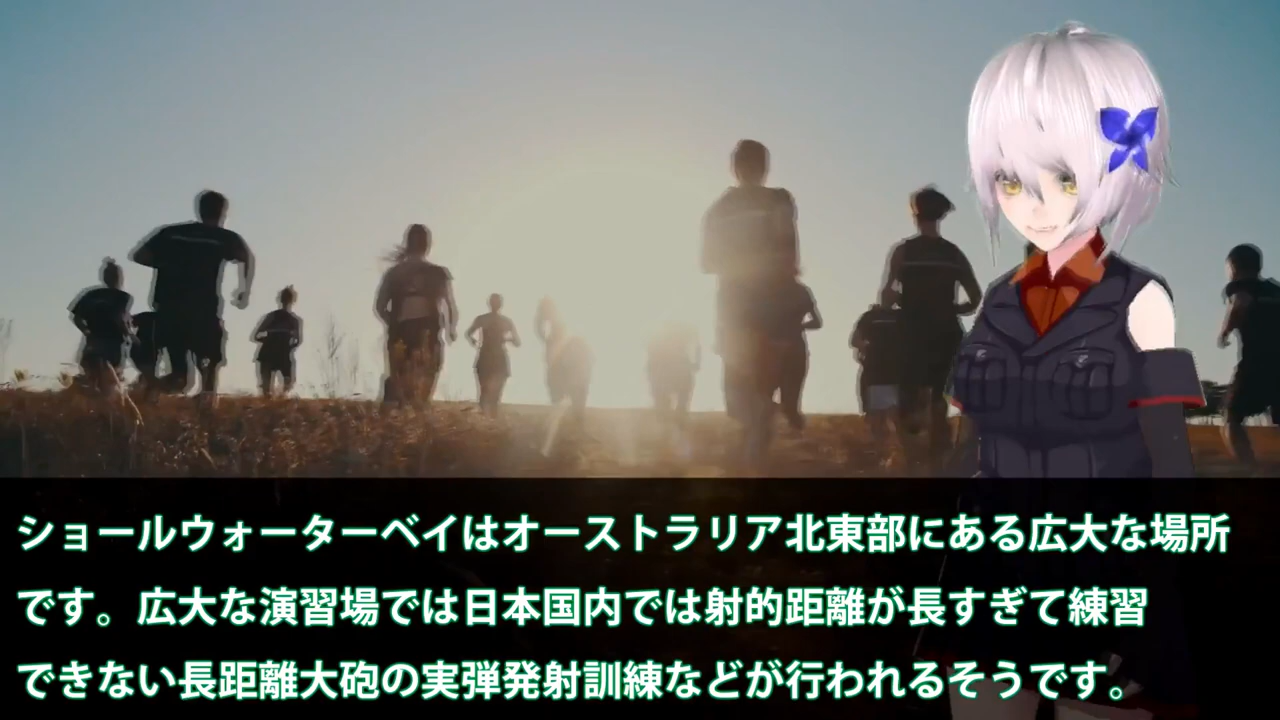 ショールウォーターベイはオーストラリア北東部にある広大な場所
です。広大な演習場では日本国内では射的距離が長すぎて練習
できない長距離大砲の実弾発射訓練などが行われるそうです。